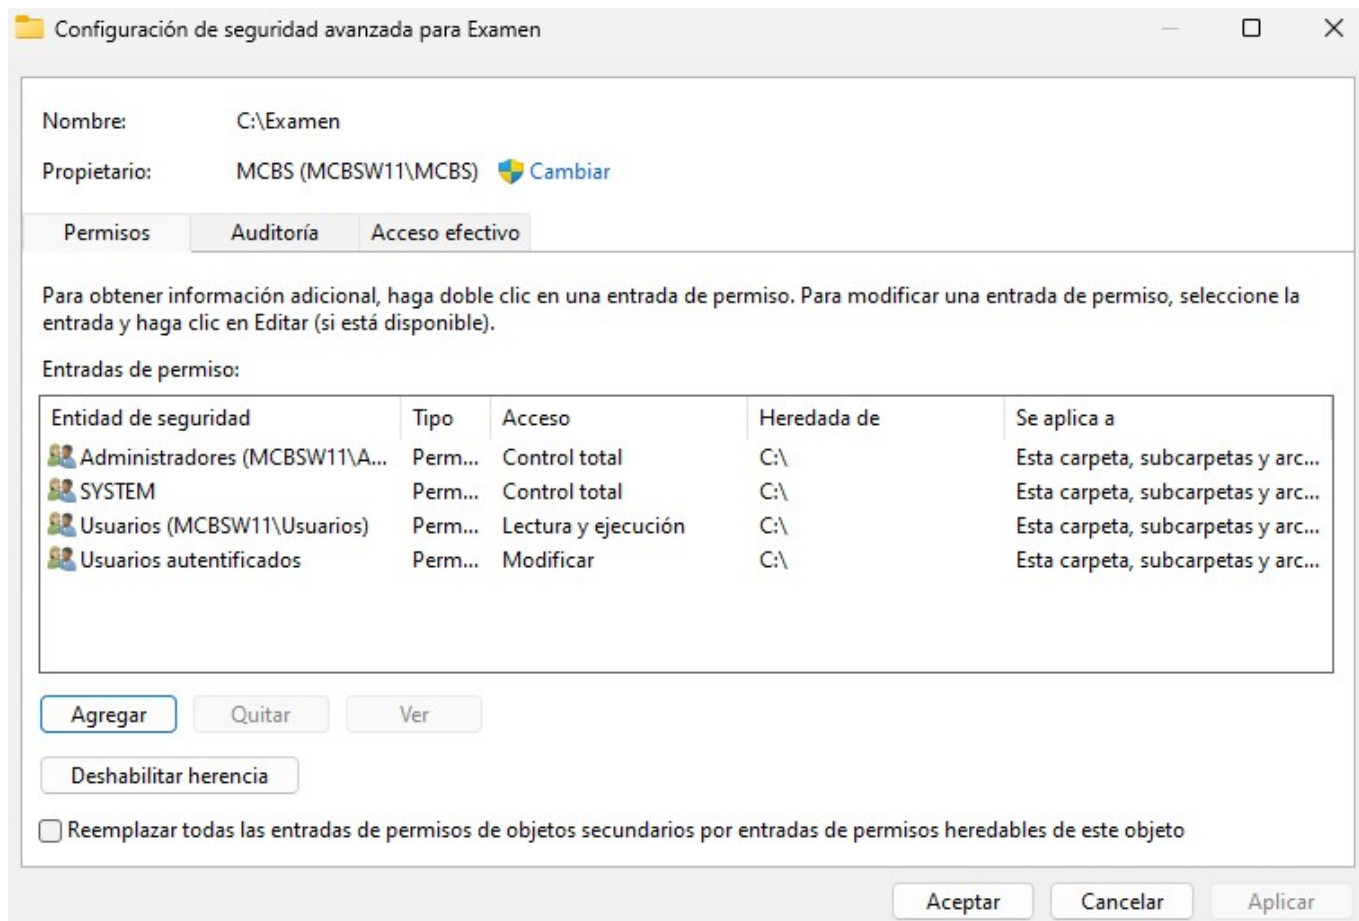 Configuración de seguridad avanzada para Examen
Nombre: C:\Examen
Propietario: MCBS (MCBSW11\MCBS) Cambiar
Permisos Auditoría Acceso efectivo
Para obtener información adicional, haga doble clic en una entrada de permiso. Para modificar una entrada de permiso, seleccione la
entrada y haga clic en Editar (si está disponible).
Entradas de permiso:
Entidad de seguridad Tipo Acceso Heredada de Se aplica a
Administradores (MCBSW11\A... Perm... Control total C:\ Esta carpeta, subcarpetas y arc...
SYSTEM Perm... Control total C:\ Esta carpeta, subcarpetas y arc...
Usuarios (MCBSW11\Usuarios) Perm... Lectura y ejecución C:\ Esta carpeta, subcarpetas y arc...
Usuarios autentificados Perm... Modificar C:\ Esta carpeta, subcarpetas y arc...
Agregar Quitar Ver
Deshabilitar herencia
Reemplazar todas las entradas de permisos de objetos secundarios por entradas de permisos heredables de este objeto
Aceptar Cancelar Aplicar